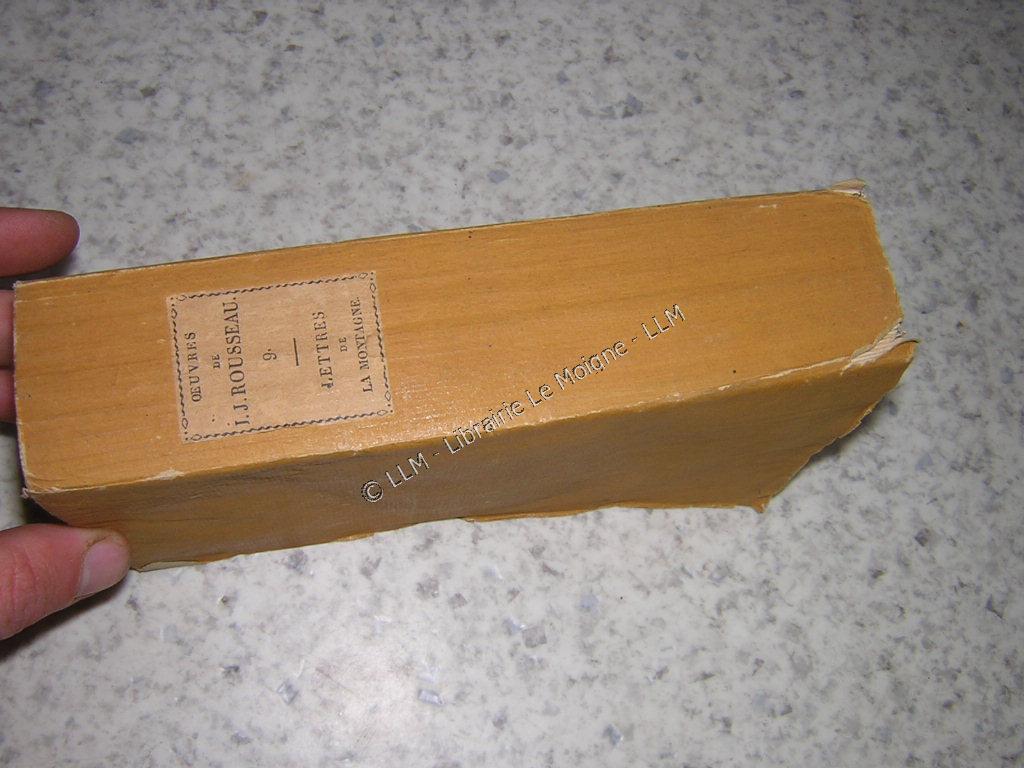 ŒUVRES
DE
J. J. ROUSSEAU.
9.
LETTRES
DE
LA MONTAGNE.
© LLM - Librairie Le Moigne - LLM